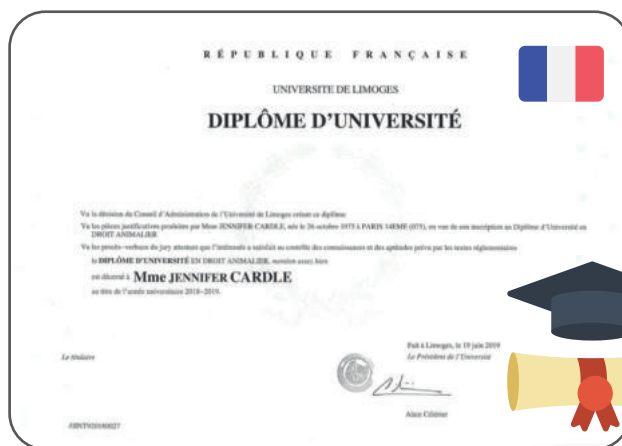 RÉPUBLIQUE FRANÇAISE
UNIVERSITE DE LIMOGES
DIPLÔME D'UNIVERSITÉ
Vu la décision du Conseil d'Administration de l'Université de Limoges créant ce diplôme
Vu les pièces justificatives produites par Mme JENNIFER CARDLE, née le 26 octobre 1973 à PARIS 14EME (075), en vue de son inscription au Diplôme d'Université en
DROIT ANIMALIER
Vu les procès-verbaux du jury attestant que l'intéressée a satisfait au contrôle des connaissances et des aptitudes prévu par les textes réglementaires
le DIPLÔME D'UNIVERSITÉ EN DROIT ANIMALIER, mention assez bien
est décerné à Mme JENNIFER CARDLE
au titre de l'année universitaire 2018-2019.
Fait à Limoges, le 19 juin 2019
Le titulaire
Le Président de l'Université
Alain Célérier